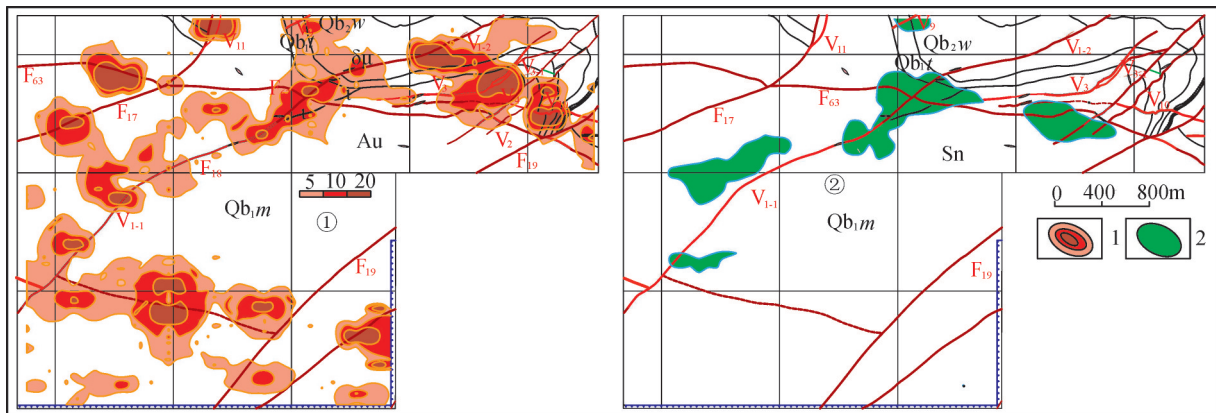 Qb₂w
V₁₁
Qb₁t
V₁₋₂
δμ
F₆₃
F₁₇
V₂
Au
F₁₉
F₁₈
5 10 20
V₁₋₁
Qb₁m
①
F₁₉
V₉
V₁₁
Qb₂w
V₁₋₂
Qb₁t
F₆₃
F₆₃
V₃
V₁₀
F₁₇
Sn
②
V₁₋₁
0 400 800m
Qb₁m
1
2
F₁₉